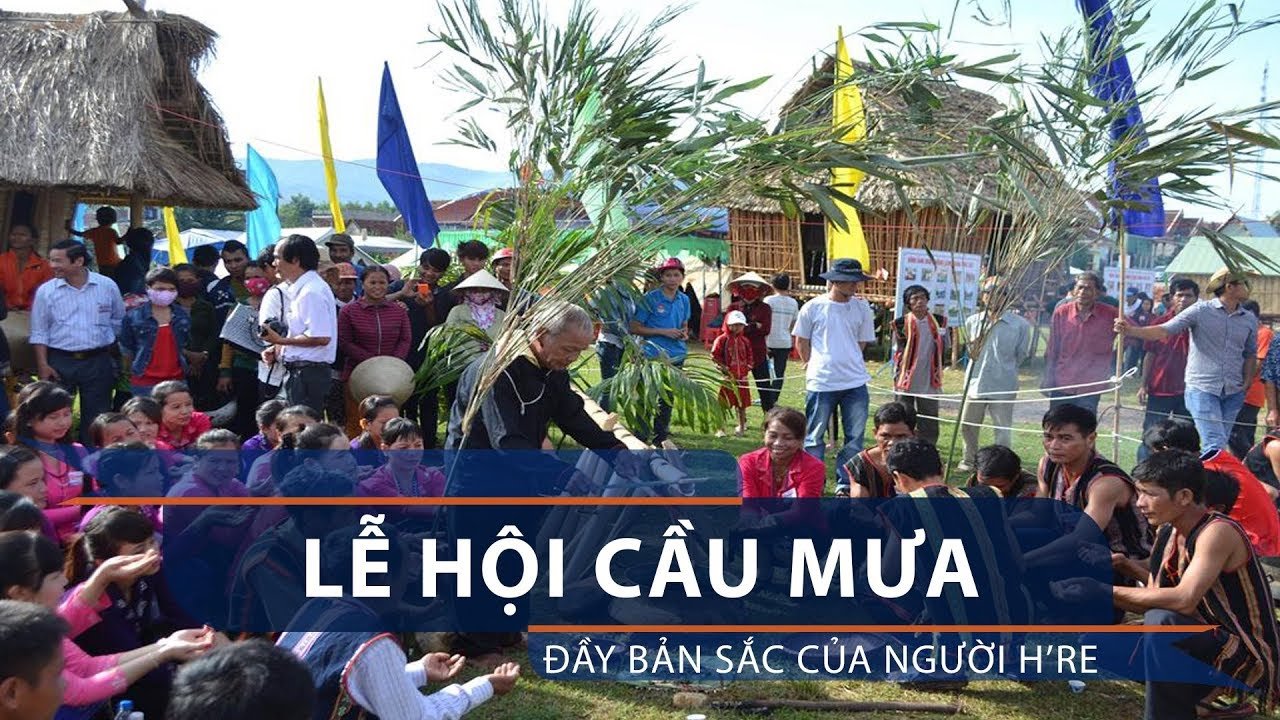 LỄ HỘI CẦU MƯA
ĐẦY BẢN SẮC CỦA NGƯỜI H'RE